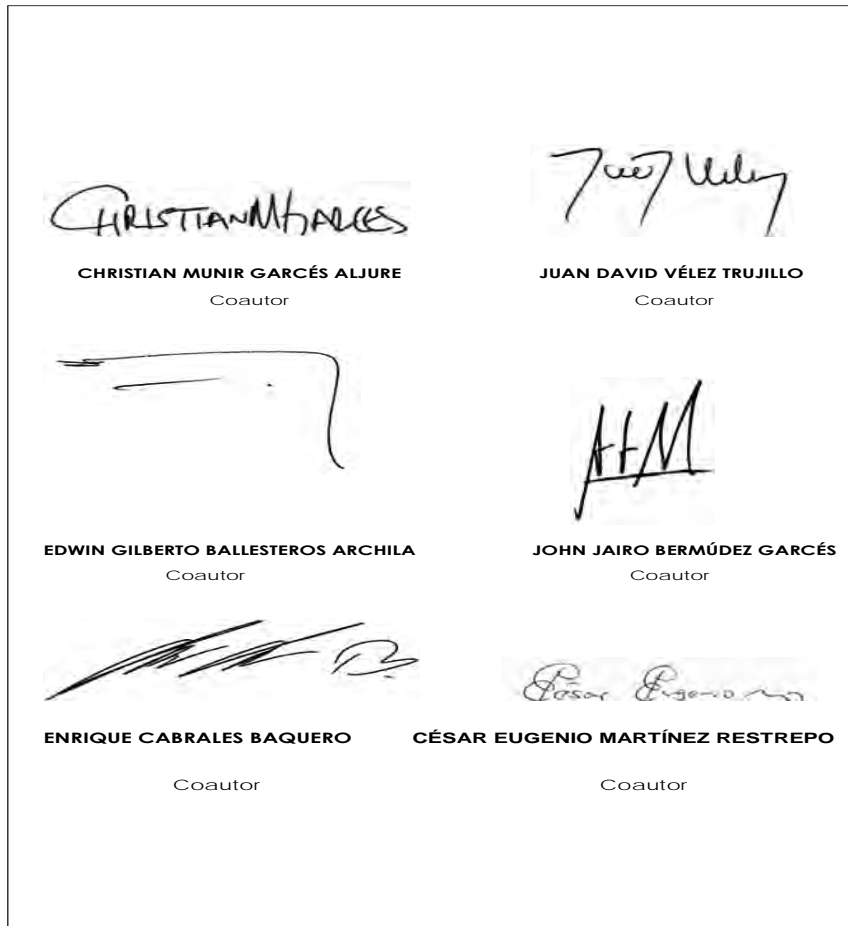 CHRISTIANMGARCES
CHRISTIAN MUNIR GARCÉS ALJURE
Coautor
JUAN DAVID VÉLEZ TRUJILLO
Coautor
EDWIN GILBERTO BALLESTEROS ARCHILA
Coautor
JOHN JAIRO BERMÚDEZ GARCÉS
Coautor
ENRIQUE CABRALES BAQUERO
Coautor
César Eugenio
CÉSAR EUGENIO MARTÍNEZ RESTREPO
Coautor